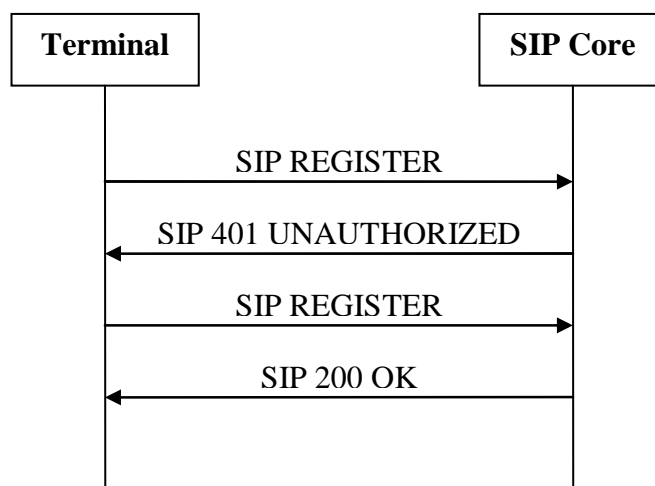 Terminal
SIP Core
SIP REGISTER
SIP 401 UNAUTHORIZED
SIP REGISTER
SIP 200 OK